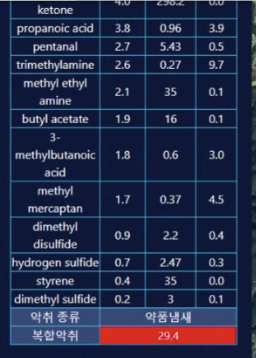 ketone 4.0 298.2 0.0
propanoic acid 3.8 0.96 3.9
pentanal 2.7 5.43 0.5
trimethylamine 2.6 0.27 9.7
methyl ethyl
amine 2.1 35 0.1
butyl acetate 1.9 16 0.1
3-
methylbutanoic
acid 1.8 0.6 3.0
methyl
mercaptan 1.7 0.37 4.5
dimethyl
disulfide 0.9 2.2 0.4
hydrogen sulfide 0.7 2.47 0.3
styrene 0.4 35 0.0
dimethyl sulfide 0.2 3 0.1
악취 종류 약품냄새
복합악취 29.4